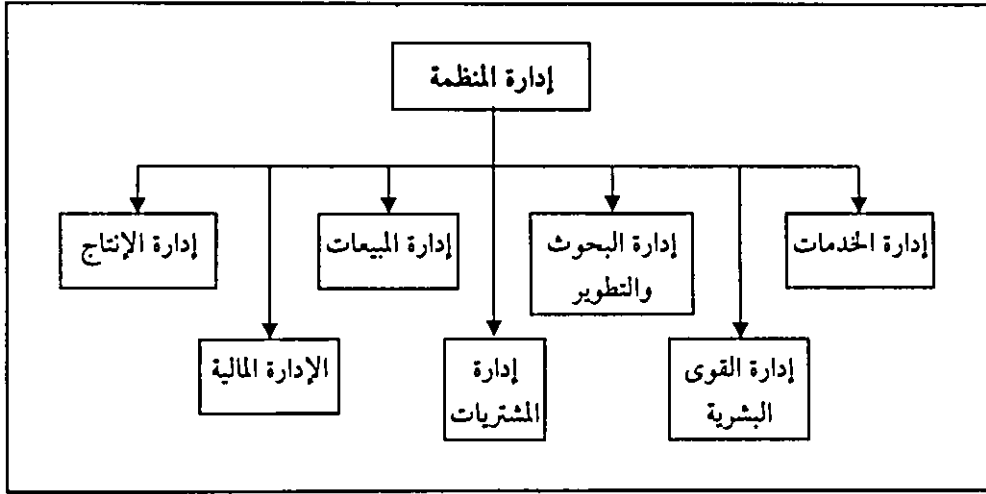 إدارة المنظمة
إدارة الخدمات
إدارة البحوث
والتطوير
إدارة المبيعات
إدارة الإنتاج
إدارة القوى
البشرية
إدارة
المشتريات
الإدارة المالية